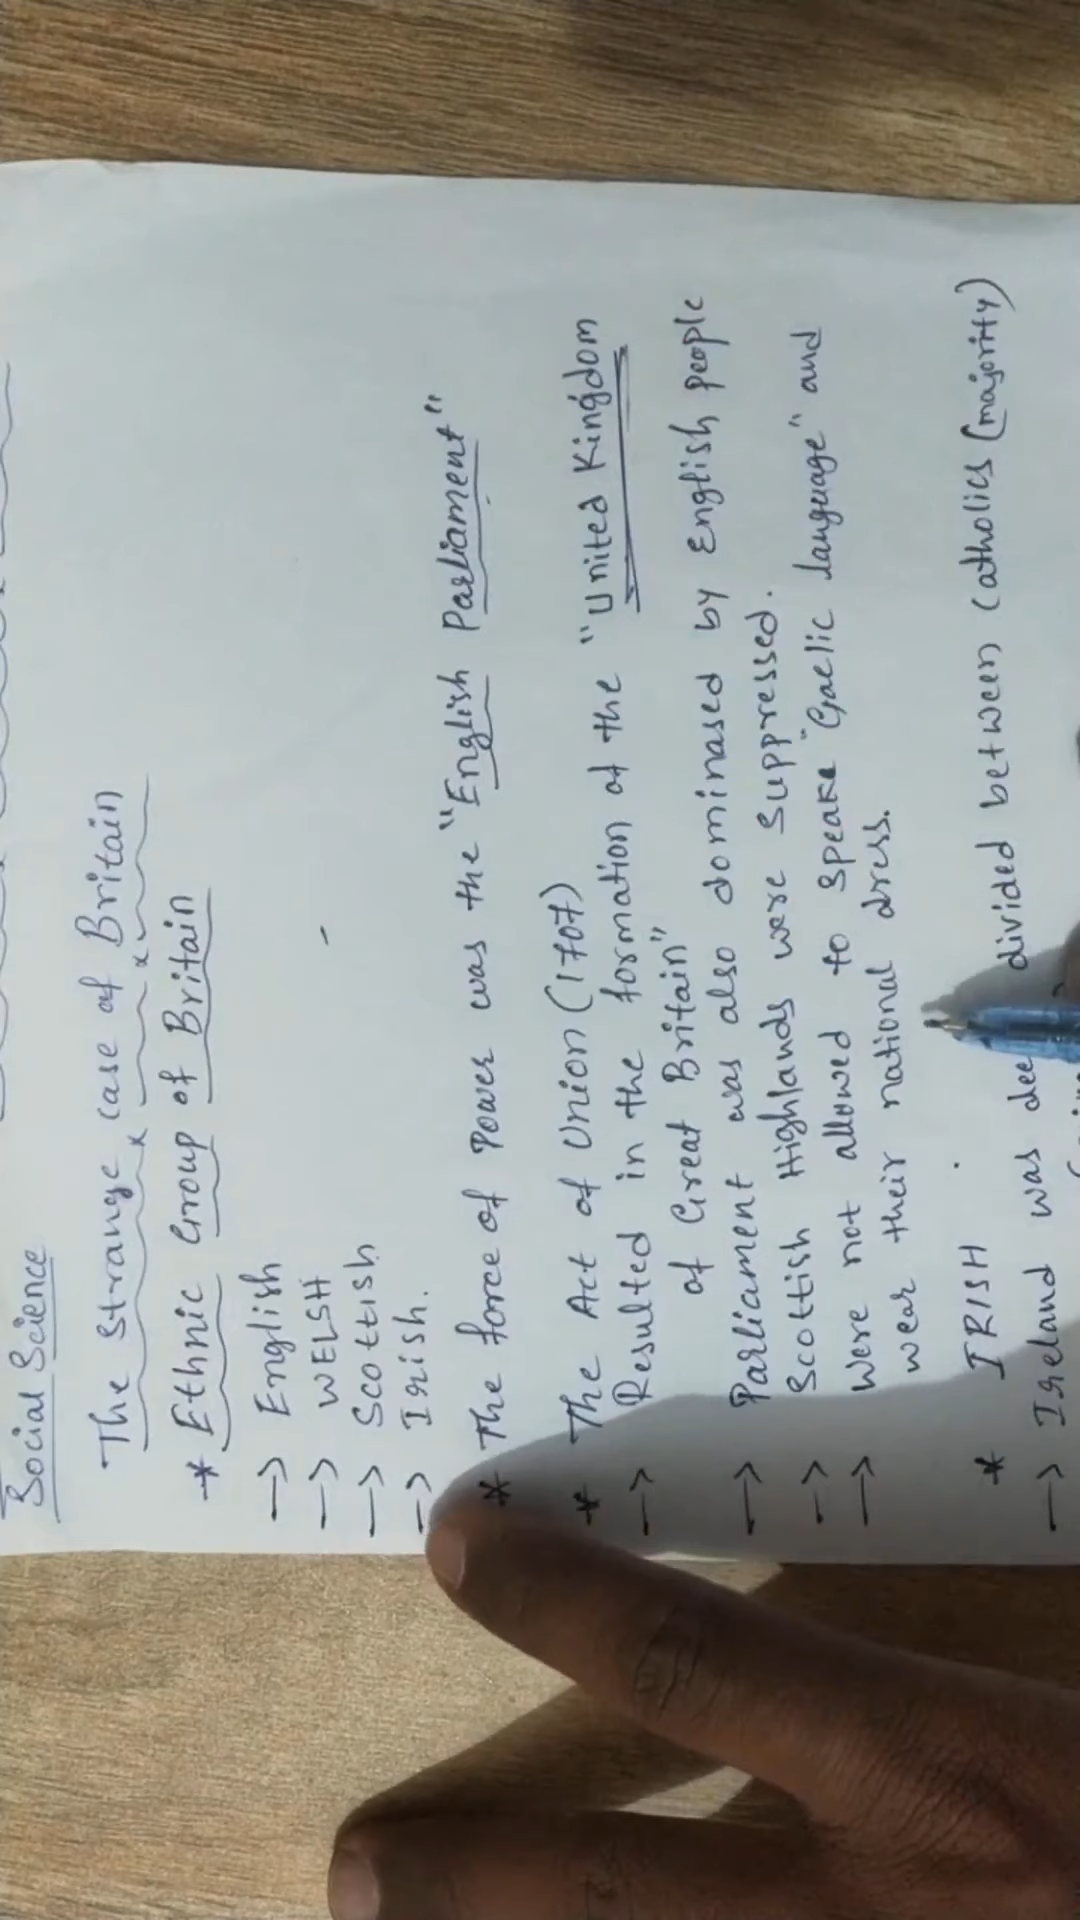 Social Science
The Strange case of Britain
* Ethnic Group of Britain
→ English
→ WELSH
→ Scottish
→ Irish.
* The force of Power was the "English Parliament"
* The Act of Union (1707)
→ Resulted in the formation of the "United Kingdom
of Great Britain"
→ Parliament was also dominased by English people
→ Scottish Highlands were Suppressed.
→ Were not allowed to speake "Gaelic language" and
wear their national dress.
* IRISH
→ Ireland was divided between Catholics (majority)